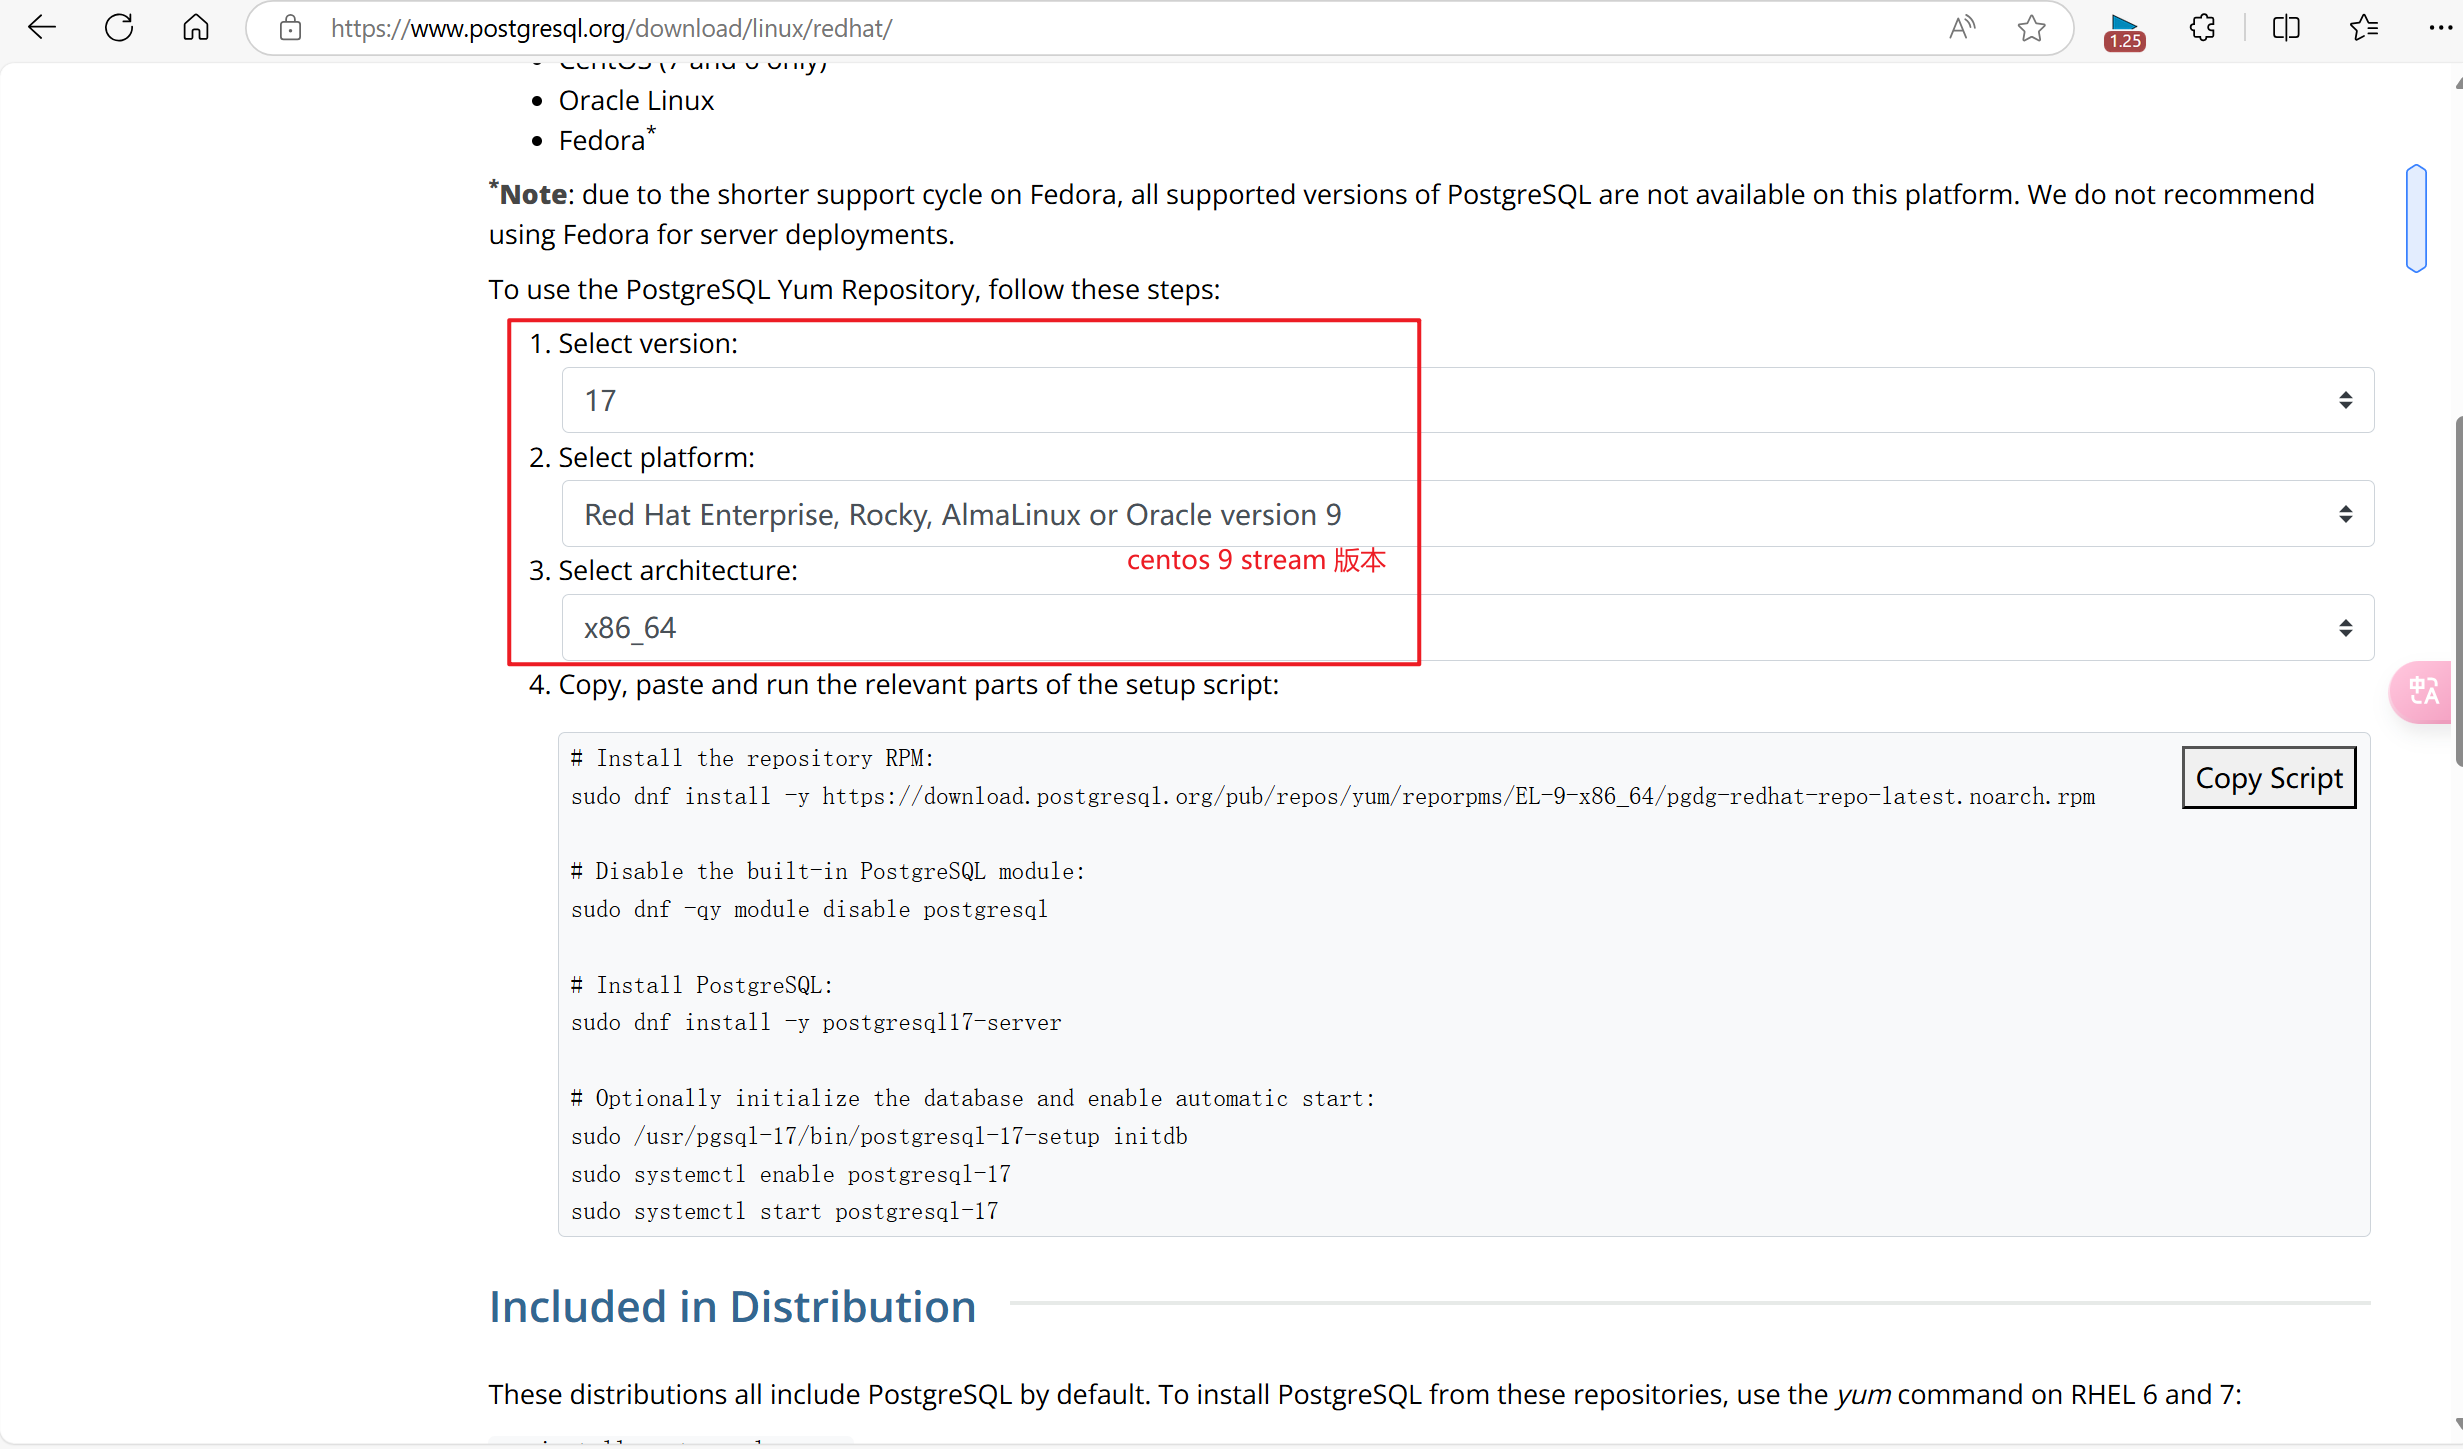 https://www.postgresql.org/download/linux/redhat/
1.25
CentOS (7 and 6 only)
Oracle Linux
Fedora*
*Note: due to the shorter support cycle on Fedora, all supported versions of PostgreSQL are not available on this platform. We do not recommend
using Fedora for server deployments.
To use the PostgreSQL Yum Repository, follow these steps:
1. Select version:
17
2. Select platform:
Red Hat Enterprise, Rocky, AlmaLinux or Oracle version 9
centos 9 stream 版本
3. Select architecture:
x86_64
4. Copy, paste and run the relevant parts of the setup script:
Copy Script
# Install the repository RPM:
sudo dnf install -y https://download.postgresql.org/pub/repos/yum/reporpms/EL-9-x86_64/pgdg-redhat-repo-latest.noarch.rpm
# Disable the built-in PostgreSQL module:
sudo dnf -qy module disable postgresql
# Install PostgreSQL:
sudo dnf install -y postgresql17-server
# Optionally initialize the database and enable automatic start:
sudo /usr/pgsql-17/bin/postgresql-17-setup initdb
sudo systemctl enable postgresql-17
sudo systemctl start postgresql-17
Included in Distribution
These distributions all include PostgreSQL by default. To install PostgreSQL from these repositories, use the yum command on RHEL 6 and 7: